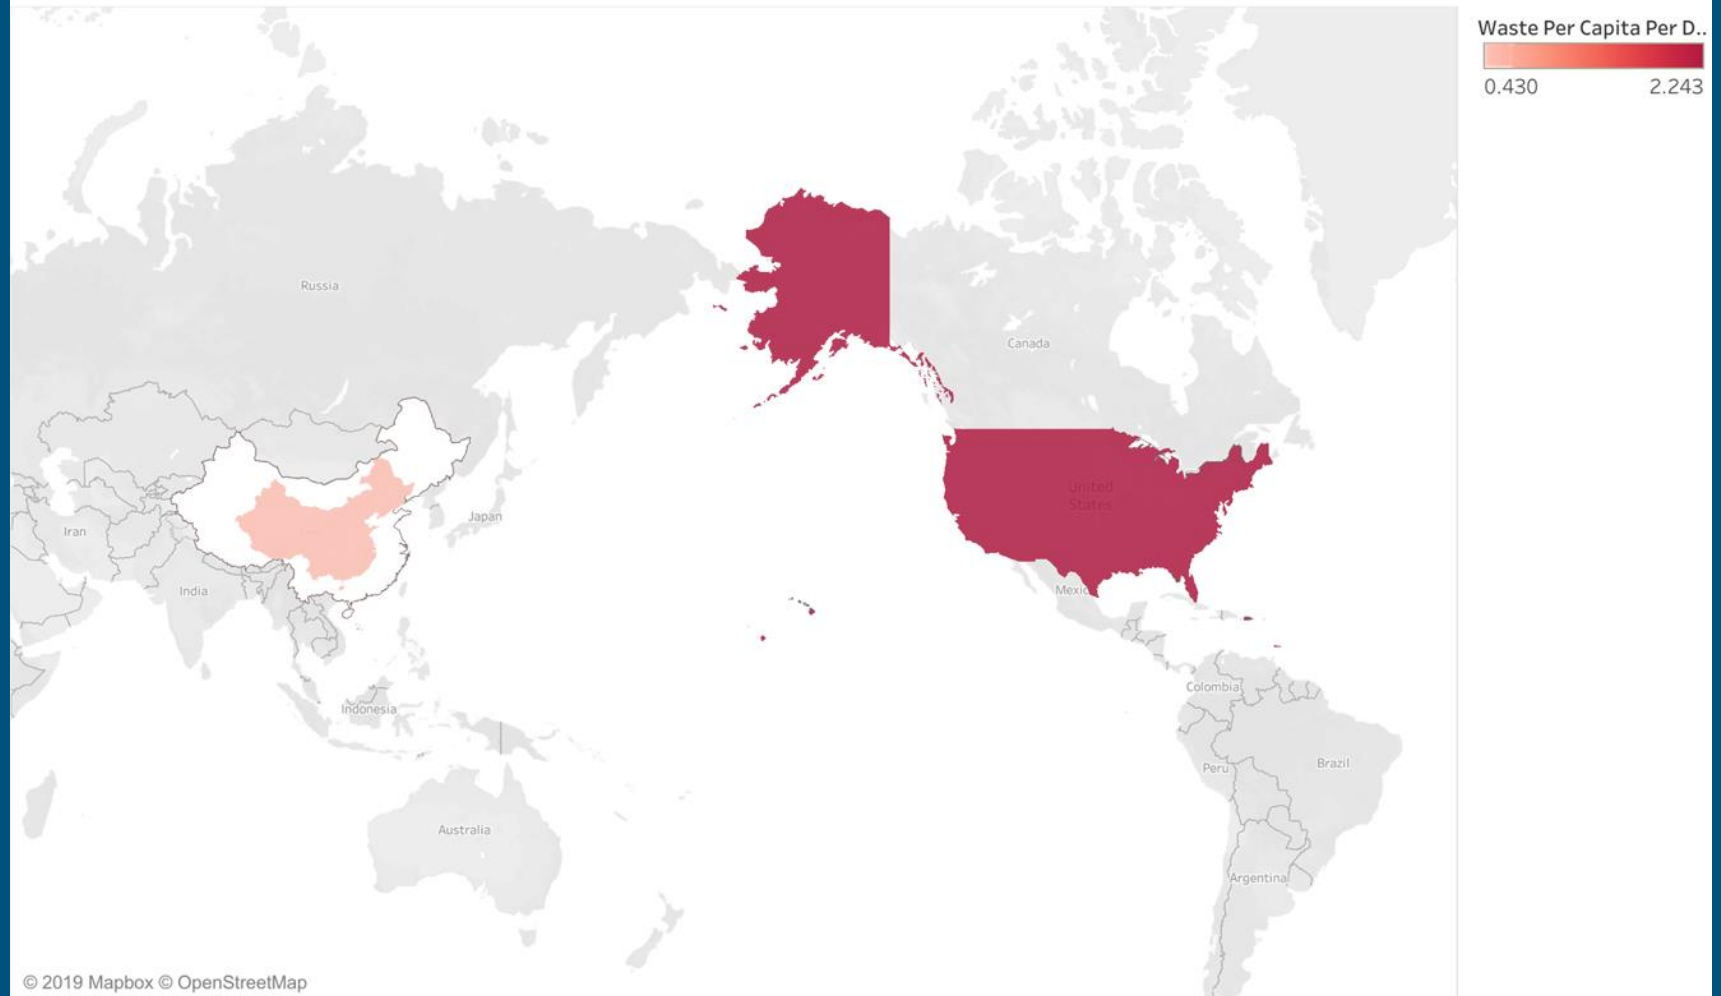 Waste Per Capita Per D..
0.430 2.243
Russia
Canada
United
States
Japan
Iran
India
Mexic
Colombia
Indonesia
Peru
Brazil
Australia
Argentina
© 2019 Mapbox © OpenStreetMap